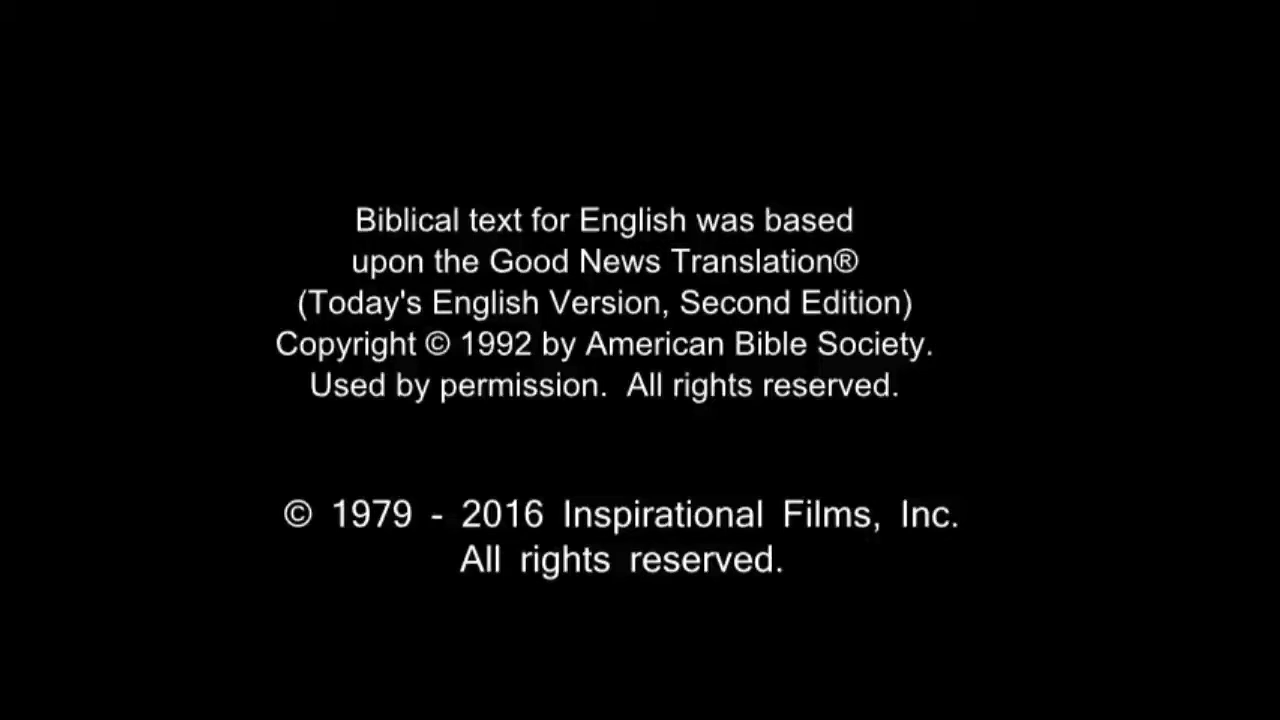 Biblical text for English was based
upon the Good News Translation®
(Today's English Version, Second Edition)
Copyright © 1992 by American Bible Society.
Used by permission.  All rights reserved.
© 1979 - 2016 Inspirational Films, Inc.
All rights reserved.